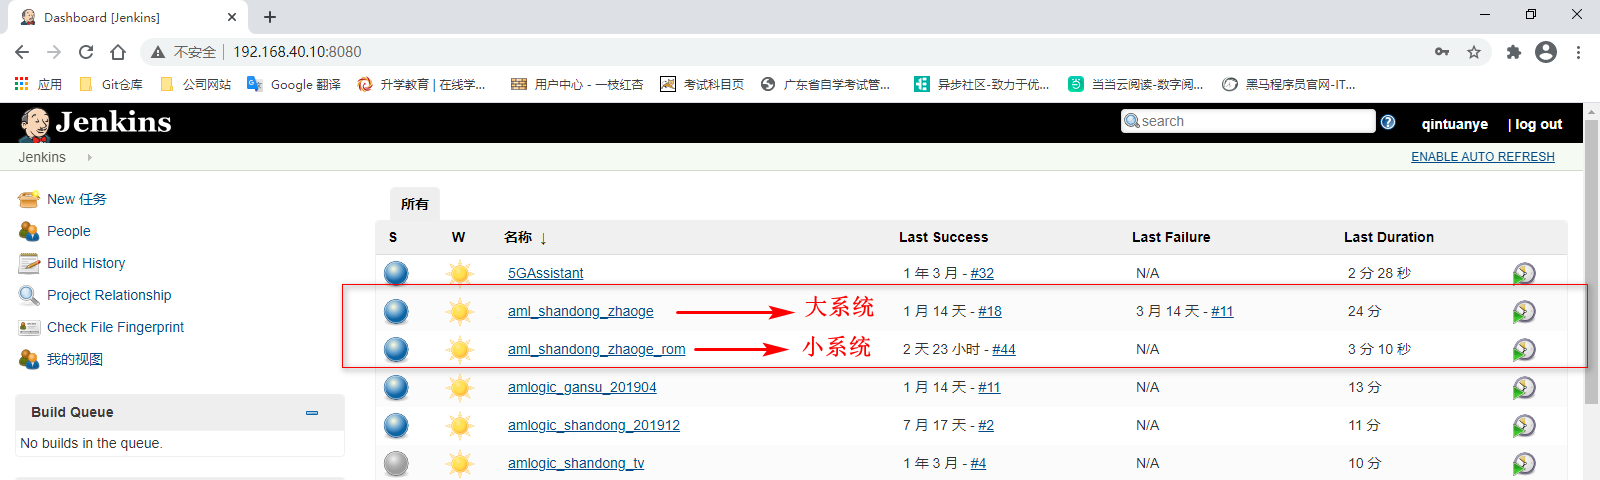 Dashboard [Jenkins]
不安全 | 192.168.40.10:8080
应用 Git仓库 公司网站 Google 翻译 升学教育 | 在线学... 用户中心 - 一枝红杏 考试科目页 广东省自学考试管... 异步社区-致力于优... 当当云阅读-数字阅... 黑马程序员官网-IT...
Jenkins search qintuanye | log out
Jenkins ENABLE AUTO REFRESH
New 任务
People
Build History
Project Relationship
Check File Fingerprint
我的视图
Build Queue
No builds in the queue.
所有
S W 名称 ↓ Last Success Last Failure Last Duration
5GAssistant 1 年 3 月 - #32 N/A 2 分 28 秒
aml_shandong_zhaoge 大系统 1 月 14 天 - #18 3 月 14 天 - #11 24 分
aml_shandong_zhaoge_rom 小系统 2 天 23 小时 - #44 N/A 3 分 10 秒
amlogic_gansu_201904 1 月 14 天 - #11 N/A 13 分
amlogic_shandong_201912 7 月 17 天 - #2 N/A 11 分
amlogic_shandong_tv 1 年 3 月 - #4 N/A 10 分